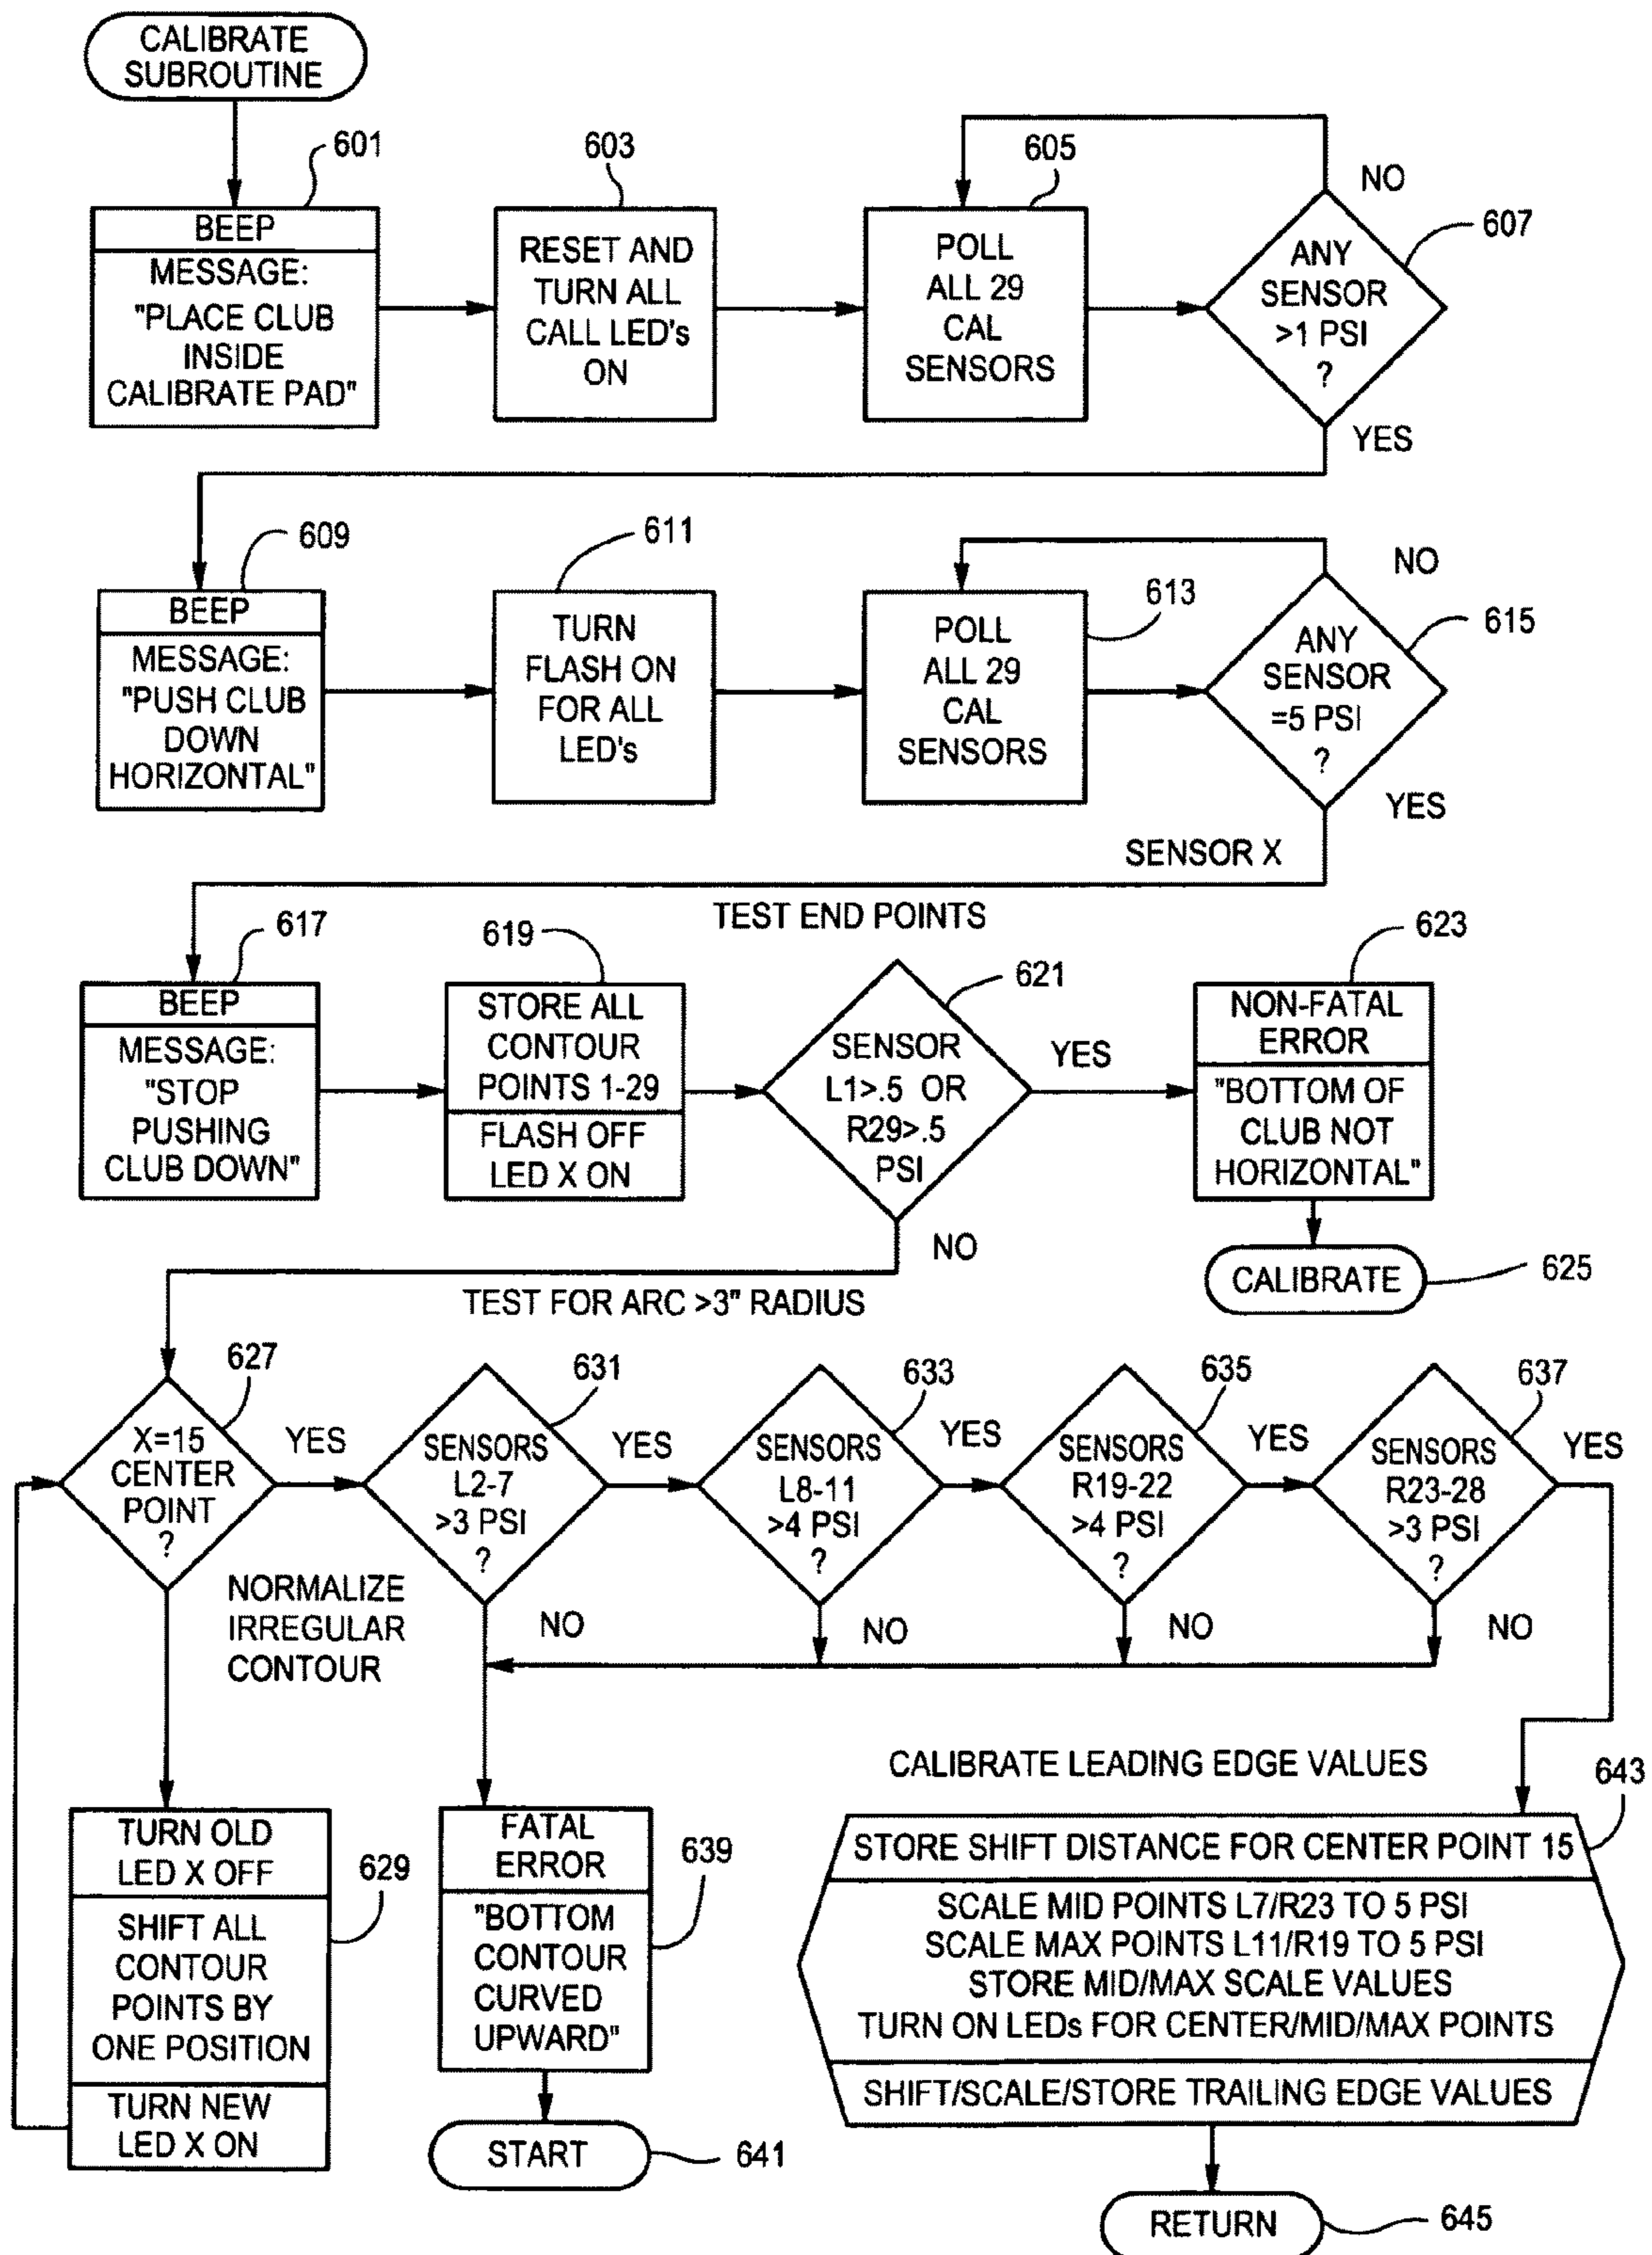 CALIBRATE
SUBROUTINE
601
BEEP
MESSAGE:
"PLACE CLUB
INSIDE
CALIBRATE PAD"
603
RESET AND
TURN ALL
CALL LED's
ON
605
POLL
ALL 29
CAL
SENSORS
NO
607
ANY
SENSOR
>1 PSI
?
YES
609
BEEP
MESSAGE:
"PUSH CLUB
DOWN
HORIZONTAL"
611
TURN
FLASH ON
FOR ALL
LED's
613
POLL
ALL 29
CAL
SENSORS
NO
615
ANY
SENSOR
=5 PSI
?
YES
SENSOR X
TEST END POINTS
617
BEEP
MESSAGE:
"STOP
PUSHING
CLUB DOWN"
619
STORE ALL
CONTOUR
POINTS 1-29
FLASH OFF
LED X ON
621
SENSOR
L1>.5 OR
R29>.5
PSI
YES
NO
623
NON-FATAL
ERROR
"BOTTOM OF
CLUB NOT
HORIZONTAL"
CALIBRATE
625
TEST FOR ARC >3" RADIUS
627
X=15
CENTER
POINT
?
YES
631
SENSORS
L2-7
>3 PSI
?
YES
NO
633
SENSORS
L8-11
>4 PSI
?
YES
NO
635
SENSORS
R19-22
>4 PSI
?
YES
NO
637
SENSORS
R23-28
>3 PSI
?
YES
NO
NORMALIZE
IRREGULAR
CONTOUR
TURN OLD
LED X OFF
SHIFT ALL
CONTOUR
POINTS BY
ONE POSITION
TURN NEW
LED X ON
629
FATAL
ERROR
"BOTTOM
CONTOUR
CURVED
UPWARD"
639
START
641
CALIBRATE LEADING EDGE VALUES
643
STORE SHIFT DISTANCE FOR CENTER POINT 15
SCALE MID POINTS L7/R23 TO 5 PSI
SCALE MAX POINTS L11/R19 TO 5 PSI
STORE MID/MAX SCALE VALUES
TURN ON LEDs FOR CENTER/MID/MAX POINTS
SHIFT/SCALE/STORE TRAILING EDGE VALUES
RETURN
645